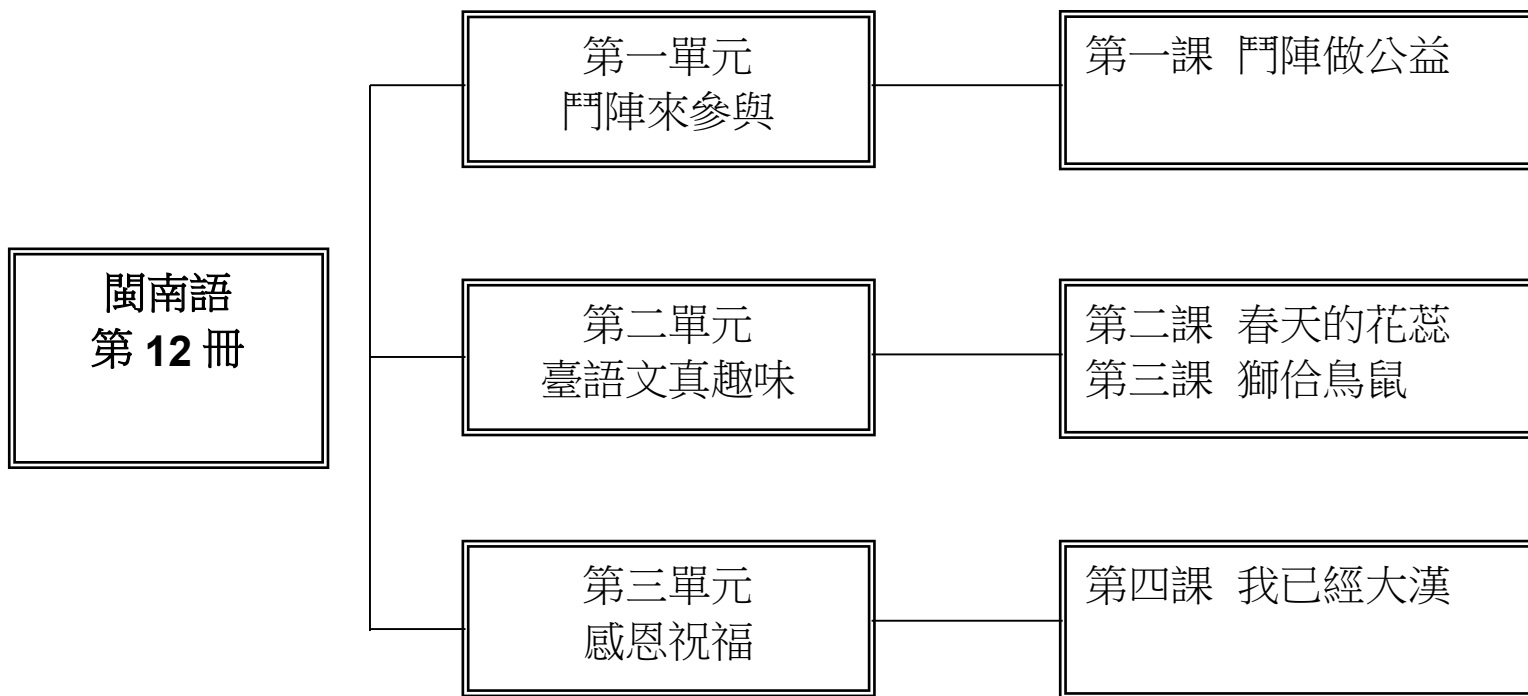 閩南語
第 12 冊
第一單元
鬥陣來參與
第一課 鬥陣做公益
第二單元
臺語文真趣味
第二課 春天的花蕊
第三課 獅佮鳥鼠
第三單元
感恩祝福
第四課 我已經大漢